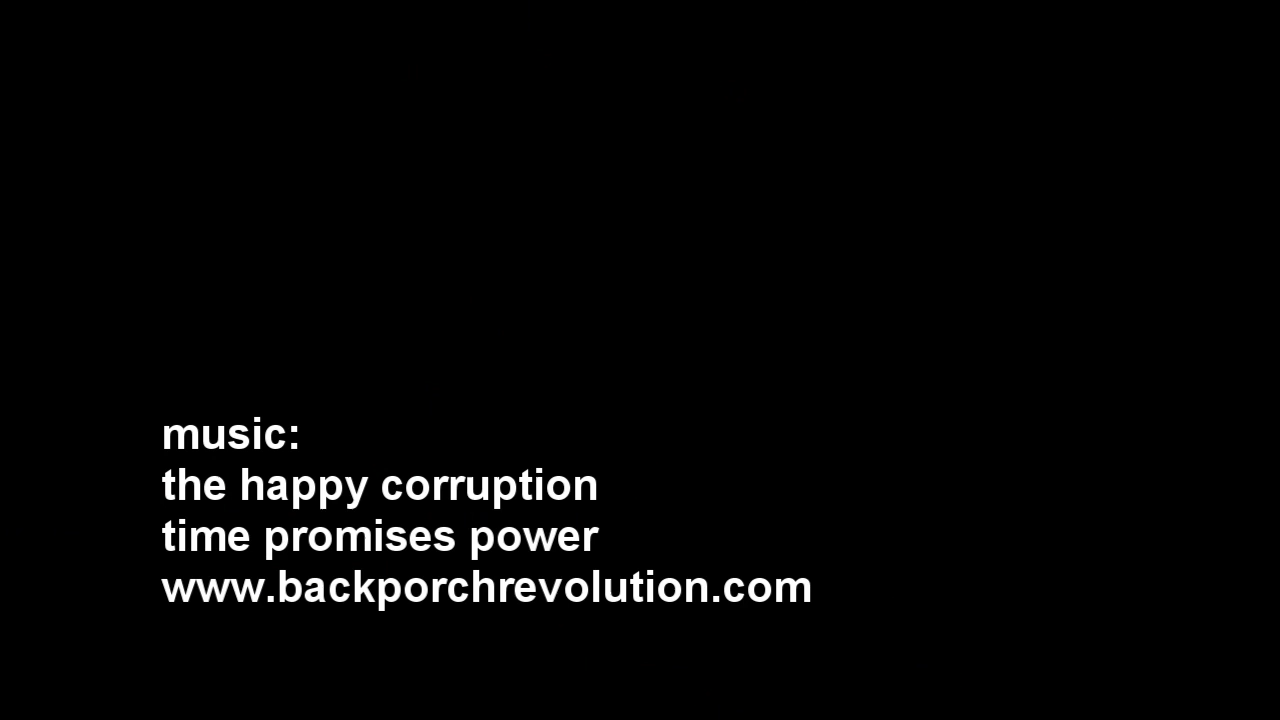 music:
the happy corruption
time promises power
www.backporchrevolution.com